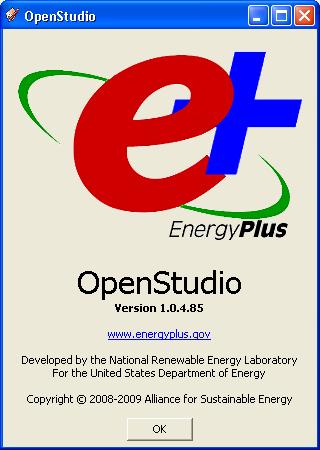 OpenStudio
e+
EnergyPlus
OpenStudio
Version 1.0.4.85
www.energyplus.gov
Developed by the National Renewable Energy Laboratory
For the United States Department of Energy
Copyright © 2008-2009 Alliance for Sustainable Energy
OK